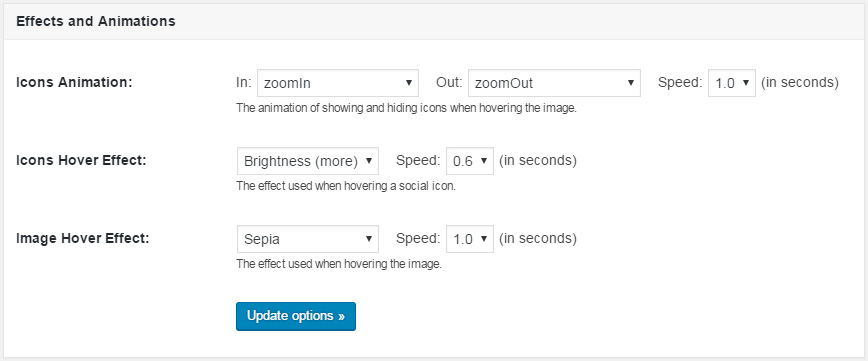 Effects and Animations
Icons Animation: In: zoomIn Out: zoomOut Speed: 1.0 (in seconds)
The animation of showing and hiding icons when hovering the image.
Icons Hover Effect: Brightness (more) Speed: 0.6 (in seconds)
The effect used when hovering a social icon.
Image Hover Effect: Sepia Speed: 1.0 (in seconds)
The effect used when hovering the image.
Update options »